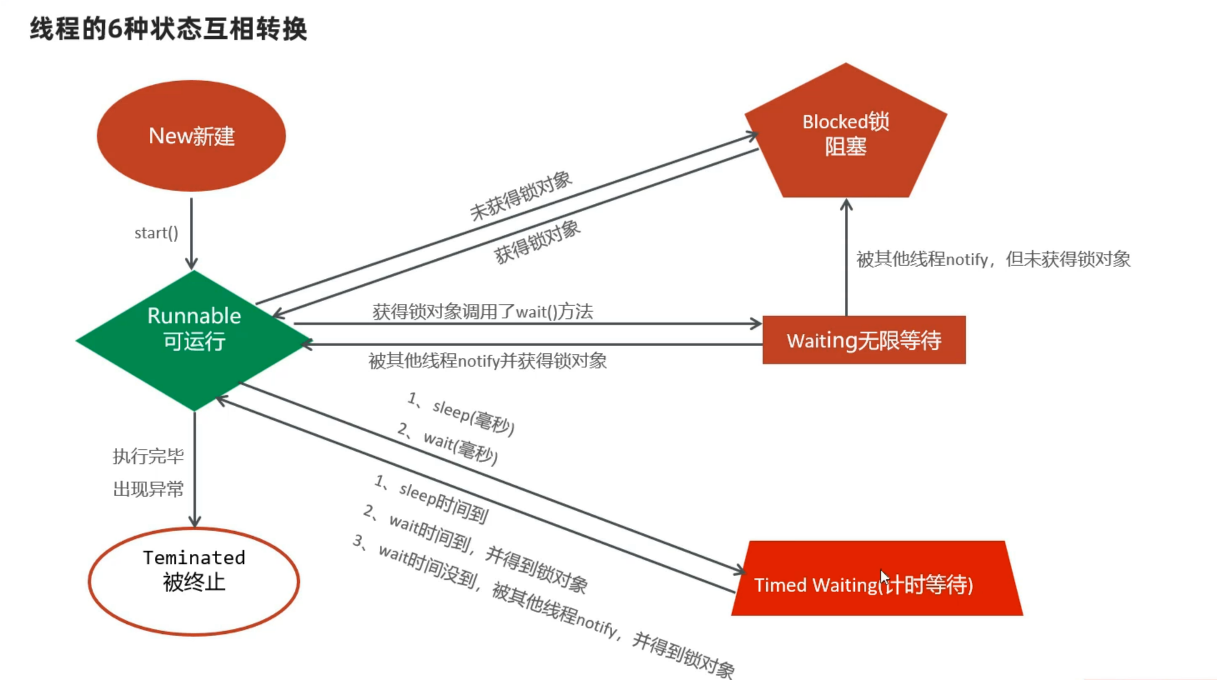 线程的6种状态互相转换
New新建
Blocked锁
阻塞
start()
未获得锁对象
获得锁对象
被其他线程notify，但未获得锁对象
Runnable
可运行
获得锁对象调用了wait()方法
Waiting无限等待
被其他线程notify并获得锁对象
1、sleep(毫秒)
2、wait(毫秒)
执行完毕
出现异常
1、sleep时间到
2、wait时间到，并得到锁对象
3、wait时间没到，被其他线程notify，并得到锁对象
Teminated
被终止
Timed Waiting(计时等待)